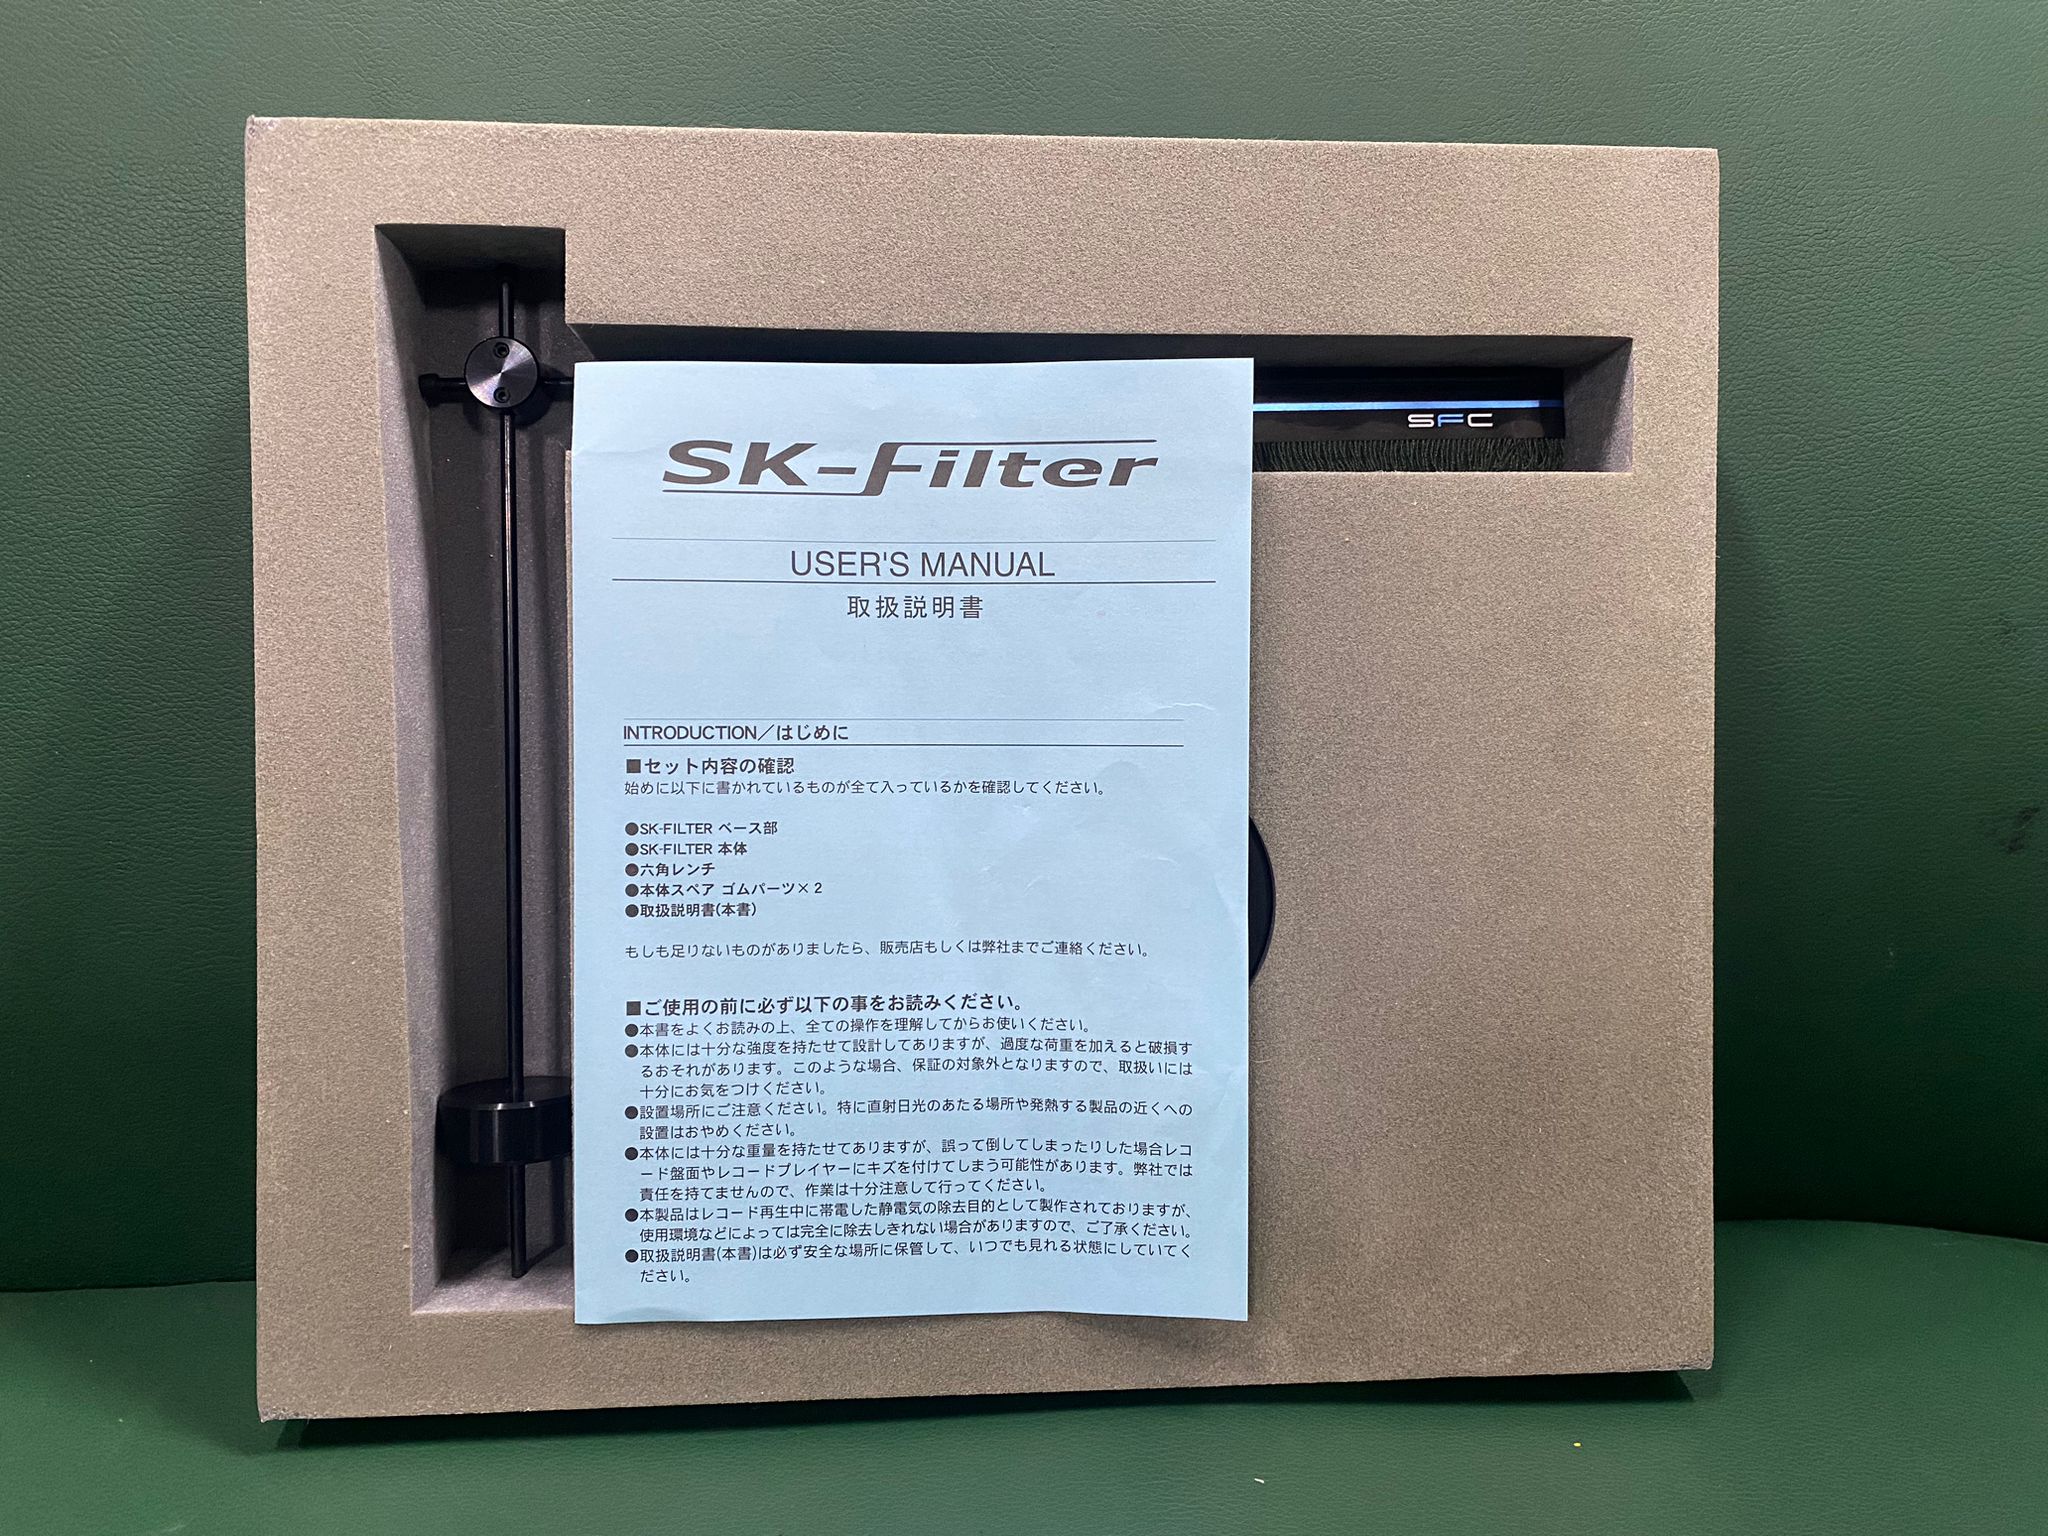 SFC
SK-Filter
USER'S MANUAL
取扱説明書
INTRODUCTION／はじめに
■セット内容の確認
始めに以下に書かれているものが全て入っているかを確認してください。
●SK-FILTER ベース部
●SK-FILTER 本体
●六角レンチ
●本体スペア ゴムパーツ×2
●取扱説明書(本書)
もしも足りないものがありましたら、販売店もしくは弊社までご連絡ください。
■ご使用の前に必ず以下の事をお読みください。
●本書をよくお読みの上、全ての操作を理解してからお使いください。
●本体には十分な強度を持たせて設計してありますが、過度な荷重を加えると破損す
るおそれがあります。このような場合、保証の対象外となりますので、取扱いには
十分にお気をつけください。
●設置場所にご注意ください。特に直射日光のあたる場所や発熱する製品の近くへの
設置はおやめください。
●本体には十分な重量を持たせてありますが、誤って倒してしまったりした場合レコ
ード盤面やレコードプレイヤーにキズを付けてしまう可能性があります。弊社では
責任を持てませんので、作業は十分注意して行ってください。
●本製品はレコード再生中に帯電した静電気の除去目的として製作されておりますが、
使用環境などによっては完全に除去しきれない場合がありますので、ご了承ください。
●取扱説明書(本書)は必ず安全な場所に保管して、いつでも見れる状態にしていてく
ださい。